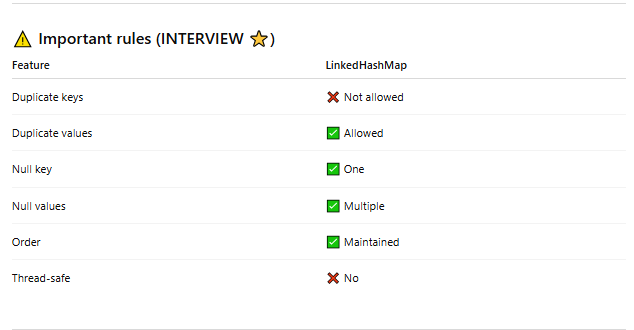 ⚠️ Important rules (INTERVIEW ⭐)
Feature LinkedHashMap
Duplicate keys ❌ Not allowed
Duplicate values ✅ Allowed
Null key ✅ One
Null values ✅ Multiple
Order ✅ Maintained
Thread-safe ❌ No